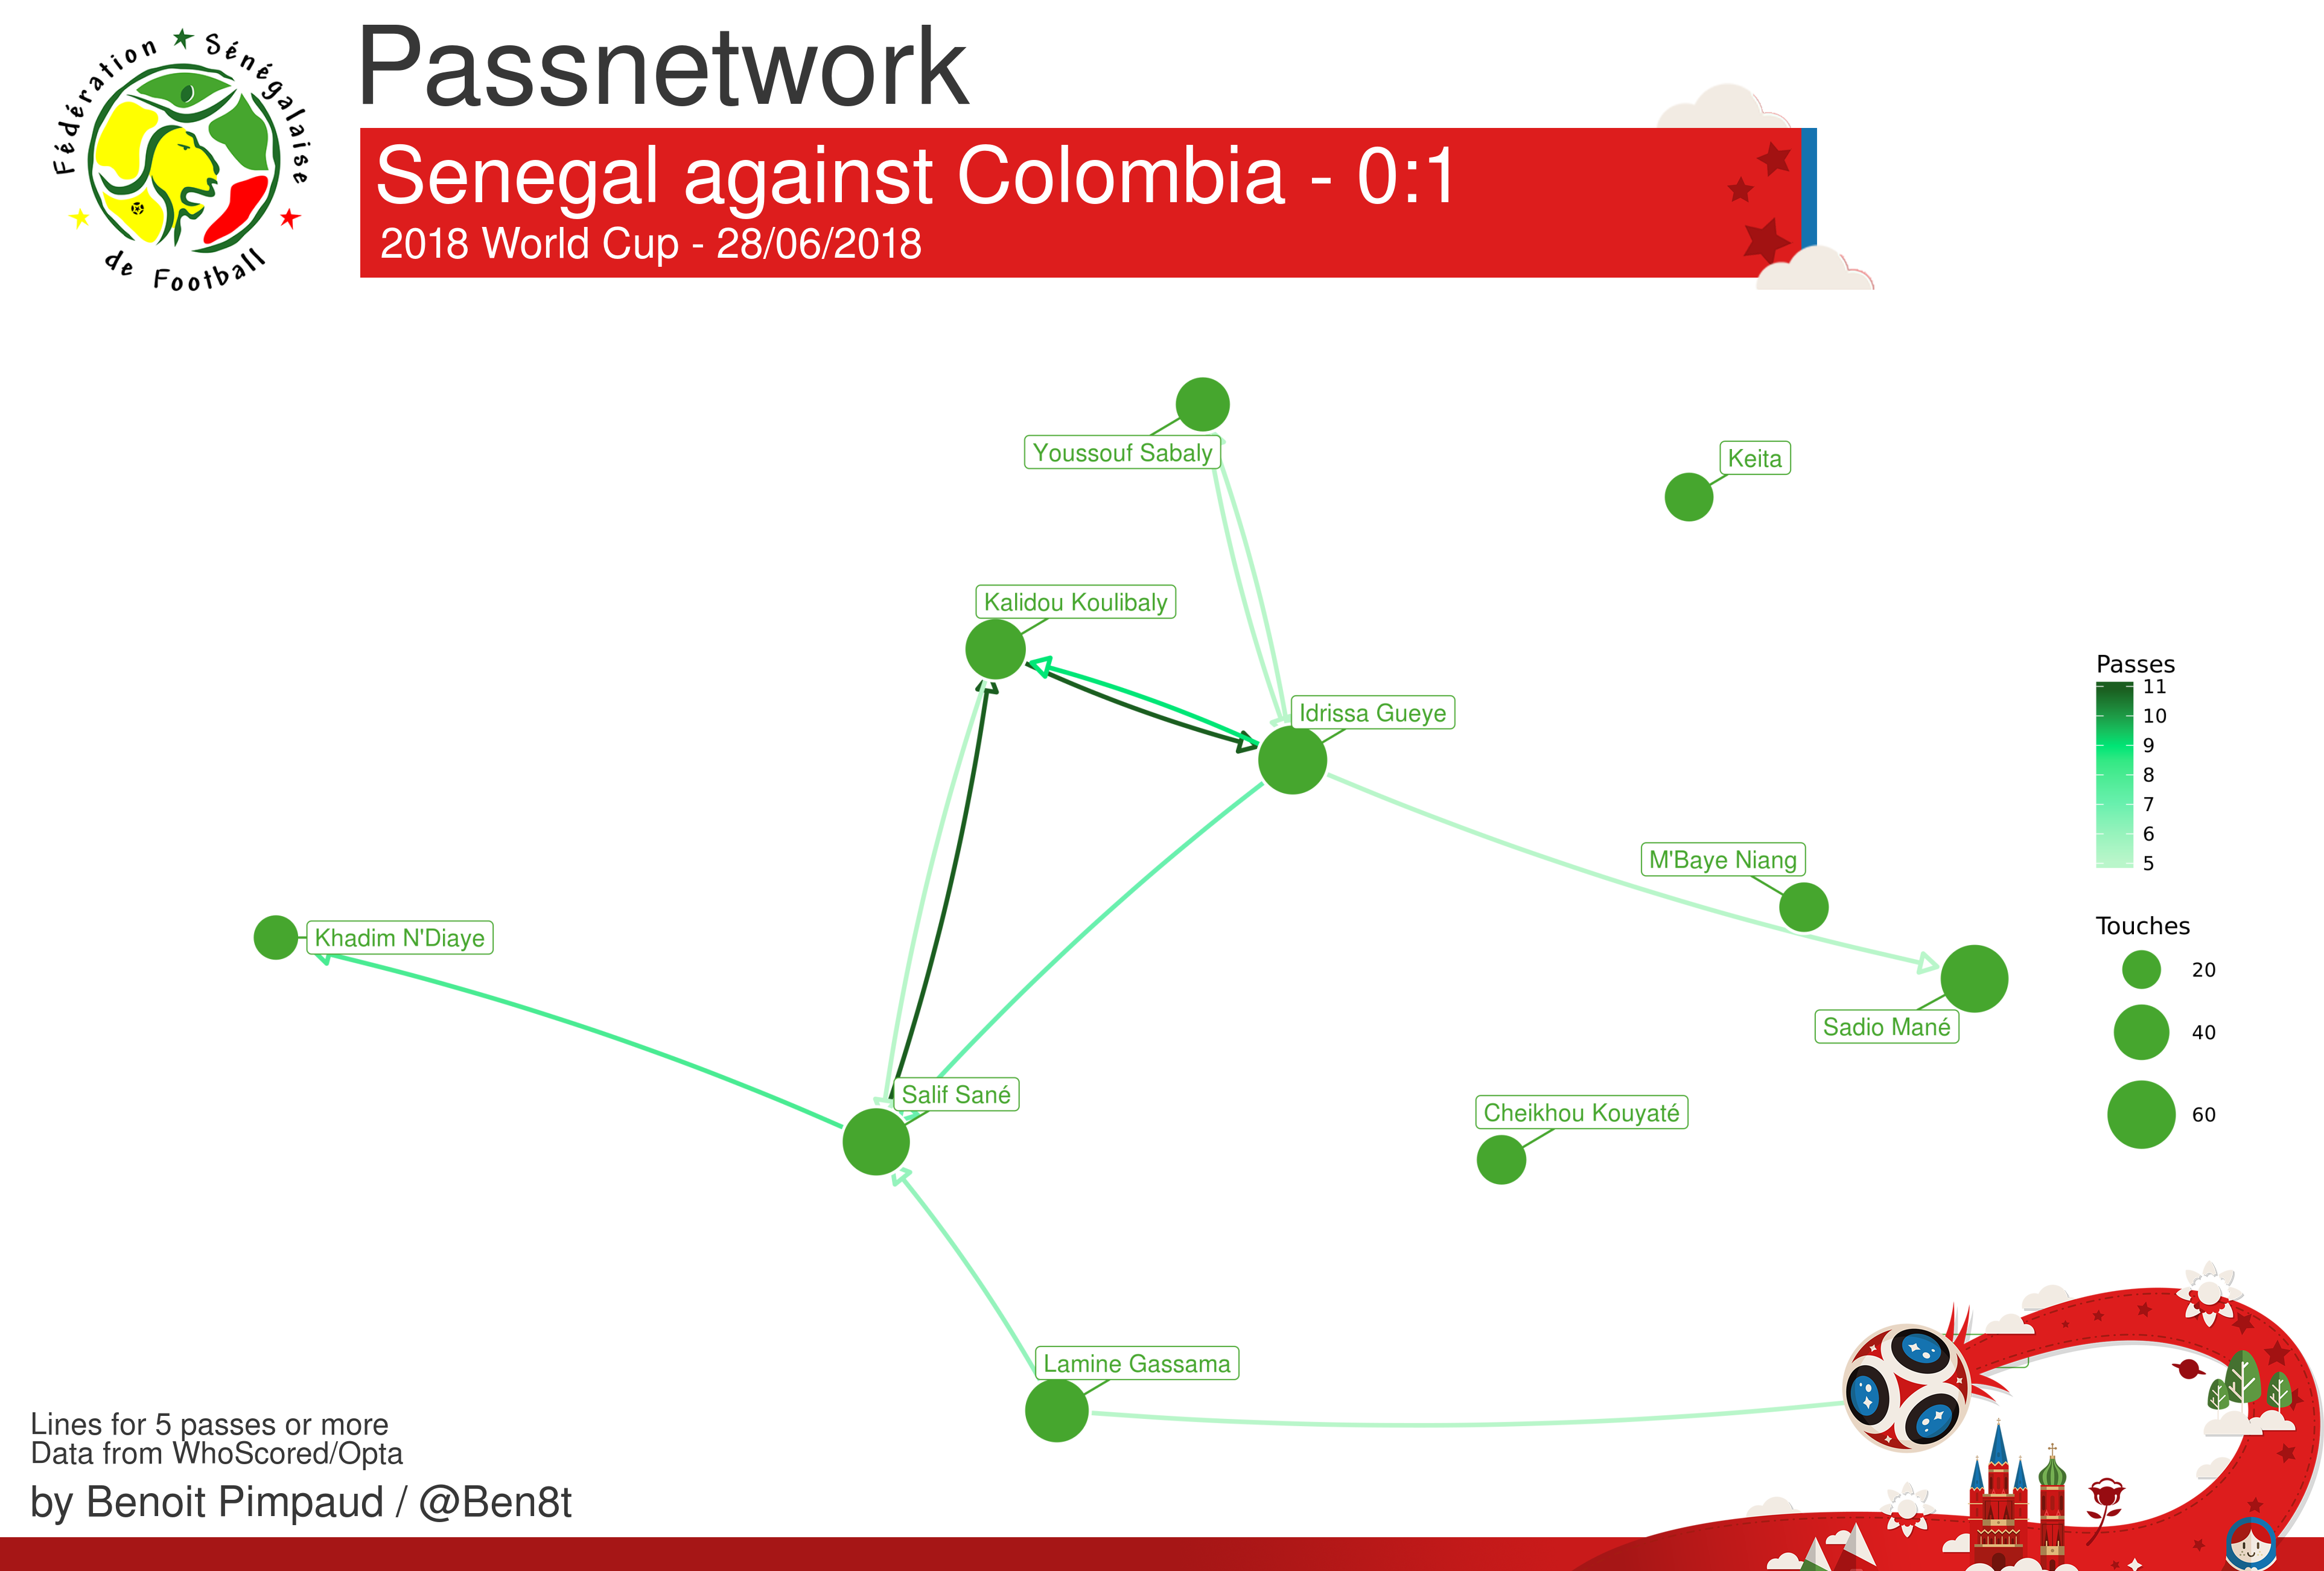 Fédération Sénégalaise
de Football
Passnetwork
Senegal against Colombia - 0:1
2018 World Cup - 28/06/2018
Youssouf Sabaly
Keita
Kalidou Koulibaly
Idrissa Gueye
M'Baye Niang
Khadim N'Diaye
Sadio Mané
Salif Sané
Cheikhou Kouyaté
Lamine Gassama
Passes
11
10
9
8
7
6
5
Touches
20
40
60
Lines for 5 passes or more
Data from WhoScored/Opta
by Benoit Pimpaud / @Ben8t